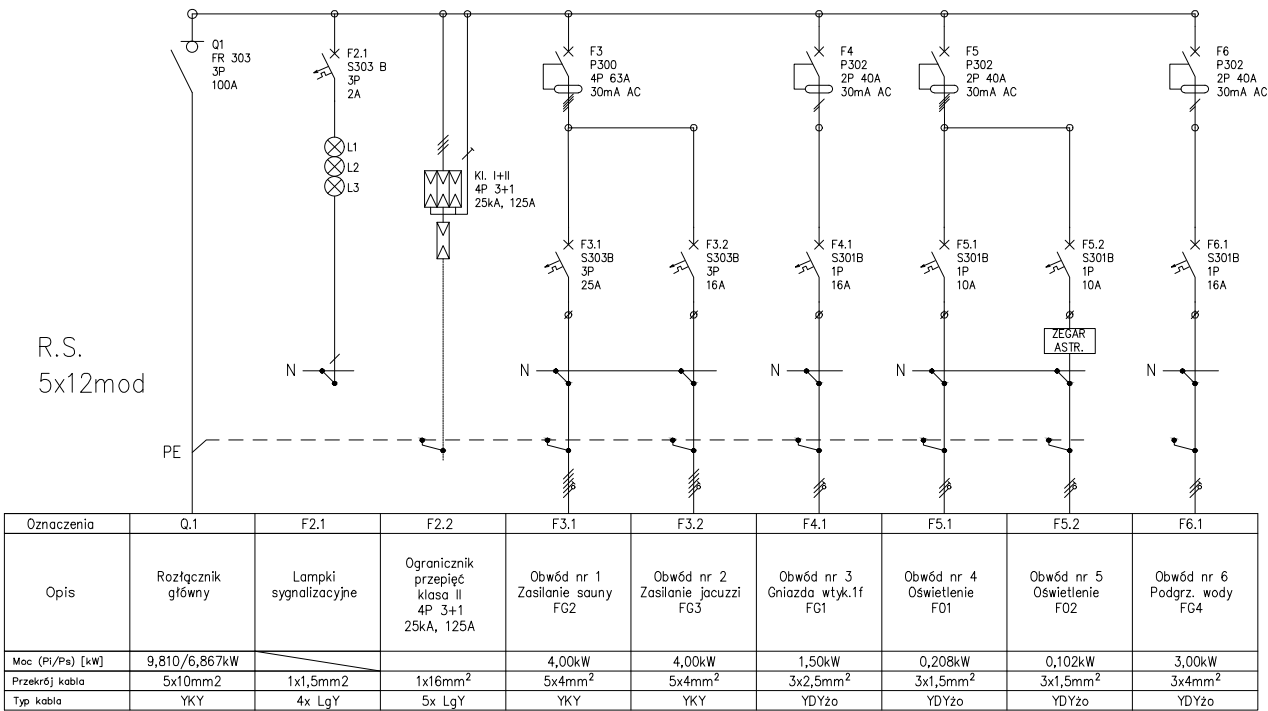 Q1
FR 303
3P
100A
F2.1
S303 B
3P
2A
L1
L2
L3
Kl. I+II
4P 3+1
25kA, 125A
F3
P300
4P 63A
30mA AC
F4
P302
2P 40A
30mA AC
F5
P302
2P 40A
30mA AC
F6
P302
2P 40A
30mA AC
F3.1
S303B
3P
25A
F3.2
S303B
3P
16A
F4.1
S301B
1P
16A
F5.1
S301B
1P
10A
F5.2
S301B
1P
10A
F6.1
S301B
1P
16A
ZEGAR
ASTR.
R.S.
5x12mod
N
N
N
N
N
PE
Oznaczenia Q.1 F2.1 F2.2 F3.1 F3.2 F4.1 F5.1 F5.2 F6.1
Opis
Rozłącznik
główny
Lampki
sygnalizacyjne
Ogranicznik
przepięć
klasa II
4P 3+1
25kA, 125A
Obwód nr 1
Zasilanie sauny
FG2
Obwód nr 2
Zasilanie jacuzzi
FG3
Obwód nr 3
Gniazda wtyk.1f
FG1
Obwód nr 4
Oświetlenie
FO1
Obwód nr 5
Oświetlenie
FO2
Obwód nr 6
Podgrz. wody
FG4
Moc (Pi/Ps) [kW] 9,810/6,867kW 4,00kW 4,00kW 1,50kW 0,208kW 0,102kW 3,00kW
Przekrój kabla 5x10mm2 1x1,5mm2 1x16mm² 5x4mm² 5x4mm² 3x2,5mm² 3x1,5mm² 3x1,5mm² 3x4mm²
Typ kabla YKY 4x LgY 5x LgY YKY YKY YDYżo YDYżo YDYżo YDYżo